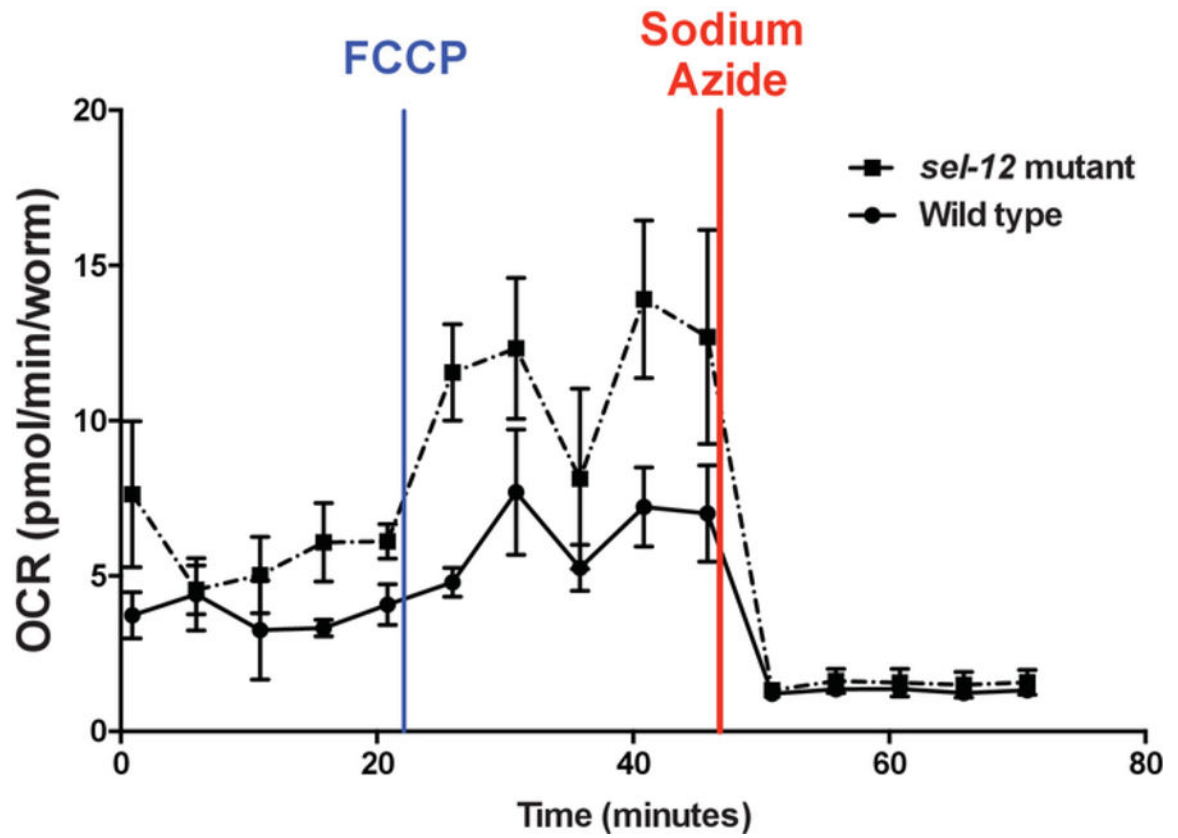 FCCP
Sodium
Azide
20
15
10
5
0
OCR (pmol/min/worm)
sel-12 mutant
Wild type
0 20 40 60 80
Time (minutes)